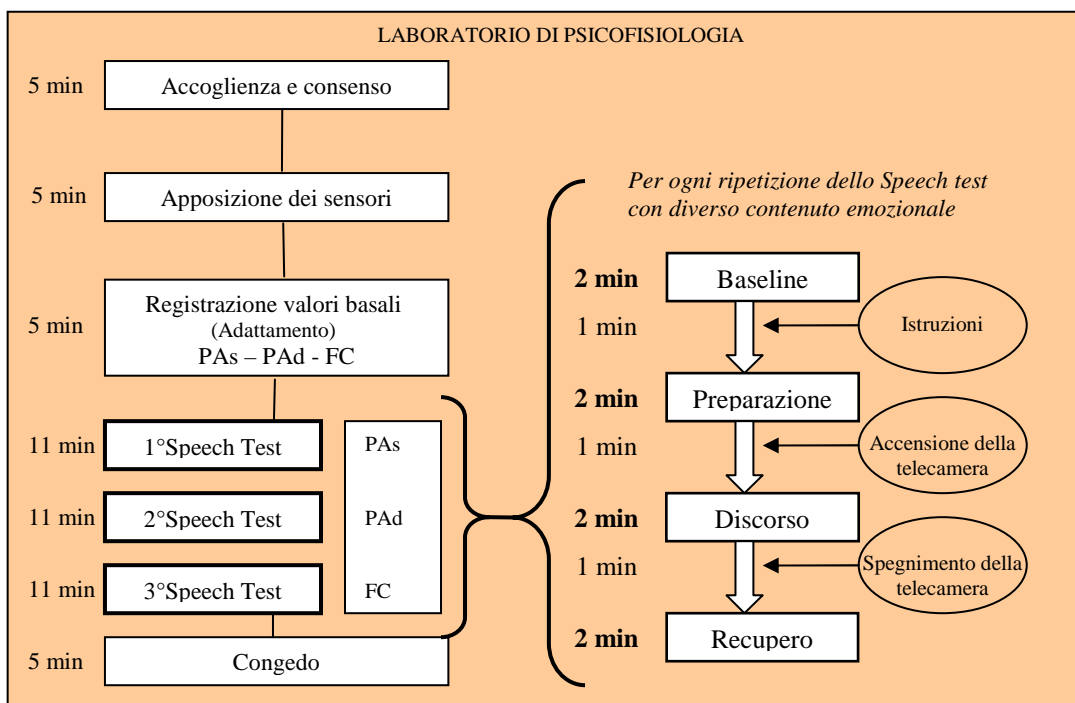 LABORATORIO DI PSICOFISIOLOGIA
5 min
Accoglienza e consenso
5 min
Apposizione dei sensori
5 min
Registrazione valori basali
(Adattamento)
PAs – PAd - FC
11 min
1°Speech Test
PAs
11 min
2°Speech Test
PAd
11 min
3°Speech Test
FC
5 min
Congedo
Per ogni ripetizione dello Speech test
con diverso contenuto emozionale
2 min
Baseline
1 min
Istruzioni
2 min
Preparazione
1 min
Accensione della
telecamera
2 min
Discorso
1 min
Spegnimento della
telecamera
2 min
Recupero